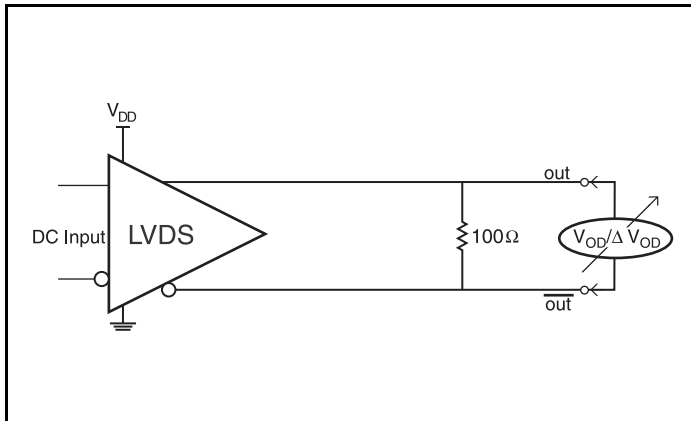 V_DD
out
DC Input
LVDS
100Ω
V_OD/Δ V_OD
out